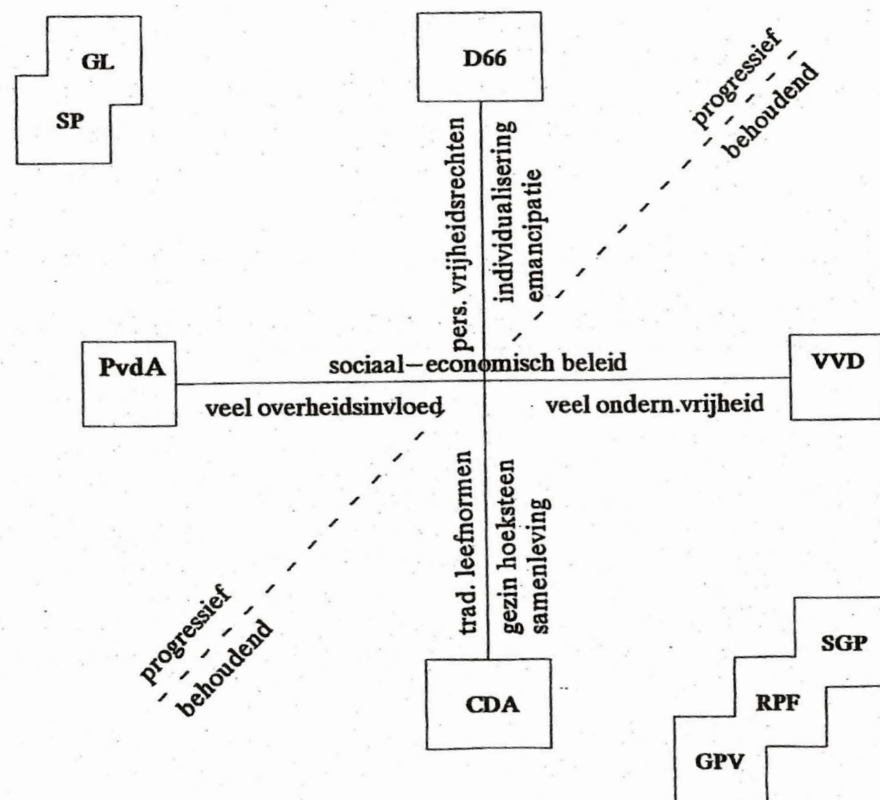 GL
SP
D66
progressief
behoudend
pers. vrijheidsrechten
individualisering
emancipatie
PvdA
sociaal-economisch beleid
VVD
veel overheidsinvloed
veel ondern.vrijheid
trad. leefnormen
gezin hoeksteen
samenleving
progressief
behoudend
CDA
SGP
RPF
GPV